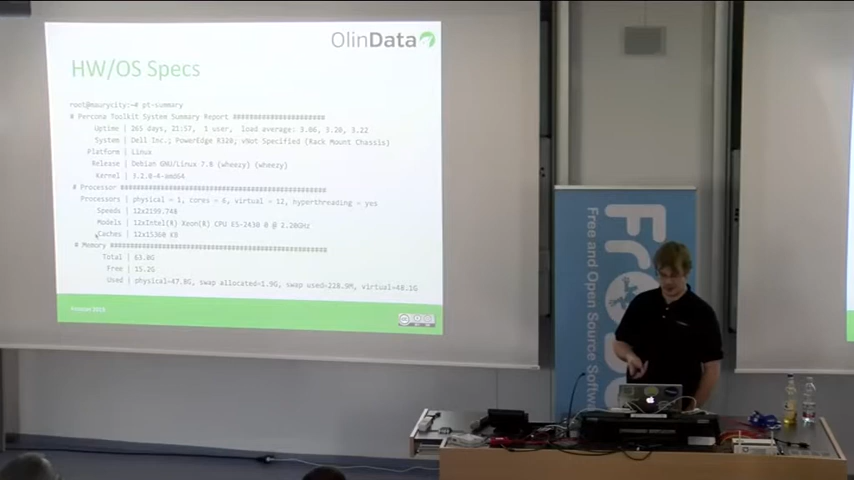 OlinData
HW/OS Specs
root@maurycity:~# pt-summary
# Percona Toolkit System Summary Report ######################
Uptime | 265 days, 21:57, 1 user, load average: 3.06, 3.20, 3.22
System | Dell Inc.; PowerEdge R320; vNot Specified (Rack Mount Chassis)
Platform | Linux
Release | Debian GNU/Linux 7.8 (wheezy) (wheezy)
Kernel | 3.2.0-4-amd64
# Processor ##################################################
Processors | physical = 1, cores = 6, virtual = 12, hyperthreading = yes
Speeds | 12x2199.748
Models | 12xIntel(R) Xeon(R) CPU E5-2430 0 @ 2.20GHz
Caches | 12x15360 KB
# Memory #####################################################
Total | 63.0G
Free | 15.2G
Used | physical=47.8G, swap allocated=1.9G, swap used=228.9M, virtual=48.1G
Free and Open Source Software